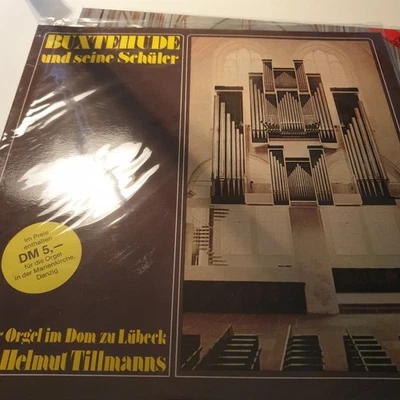 BUXTEHUDE
und seine Schüler
Im Preis
enthalten
DM 5,—
für die Orgel
in der Marienkirche,
Danzig
Orgel im Dom zu Lübeck
Helmut Tillmanns